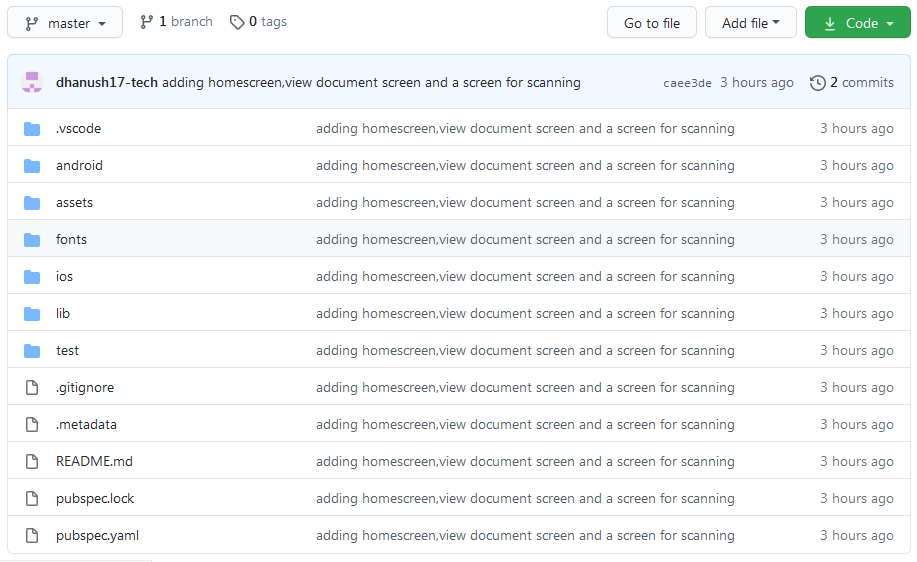 master 1 branch 0 tags Go to file Add file Code
dhanush17-tech adding homescreen,view document screen and a screen for scanning caee3de 3 hours ago 2 commits
.vscode adding homescreen,view document screen and a screen for scanning 3 hours ago
android adding homescreen,view document screen and a screen for scanning 3 hours ago
assets adding homescreen,view document screen and a screen for scanning 3 hours ago
fonts adding homescreen,view document screen and a screen for scanning 3 hours ago
ios adding homescreen,view document screen and a screen for scanning 3 hours ago
lib adding homescreen,view document screen and a screen for scanning 3 hours ago
test adding homescreen,view document screen and a screen for scanning 3 hours ago
.gitignore adding homescreen,view document screen and a screen for scanning 3 hours ago
.metadata adding homescreen,view document screen and a screen for scanning 3 hours ago
README.md adding homescreen,view document screen and a screen for scanning 3 hours ago
pubspec.lock adding homescreen,view document screen and a screen for scanning 3 hours ago
pubspec.yaml adding homescreen,view document screen and a screen for scanning 3 hours ago